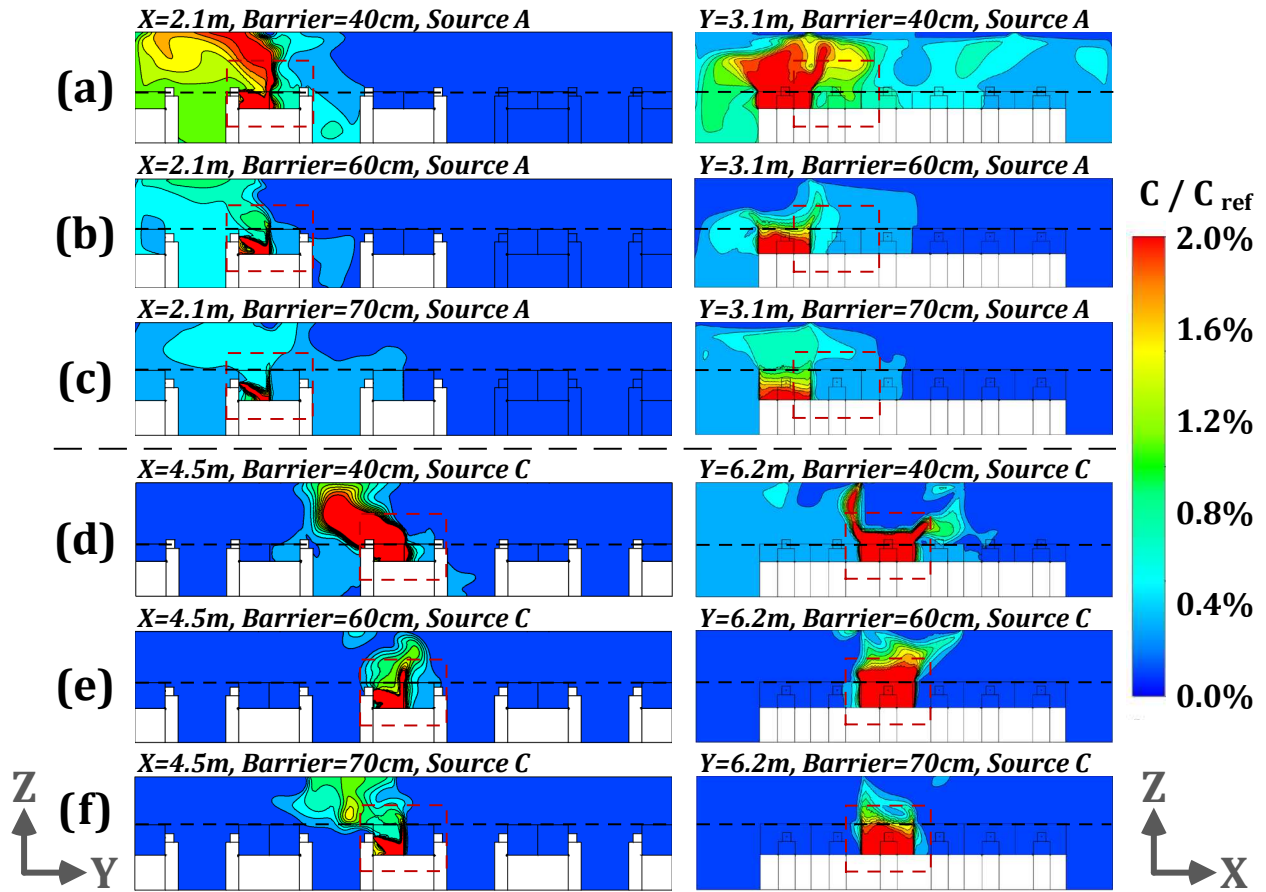 X=2.1m, Barrier=40cm, Source A
Y=3.1m, Barrier=40cm, Source A
(a)
X=2.1m, Barrier=60cm, Source A
Y=3.1m, Barrier=60cm, Source A
(b)
X=2.1m, Barrier=70cm, Source A
Y=3.1m, Barrier=70cm, Source A
(c)
X=4.5m, Barrier=40cm, Source C
Y=6.2m, Barrier=40cm, Source C
(d)
X=4.5m, Barrier=60cm, Source C
Y=6.2m, Barrier=60cm, Source C
(e)
X=4.5m, Barrier=70cm, Source C
Y=6.2m, Barrier=70cm, Source C
(f)
Z
Y
C / C ref
2.0%
1.6%
1.2%
0.8%
0.4%
0.0%
Z
X